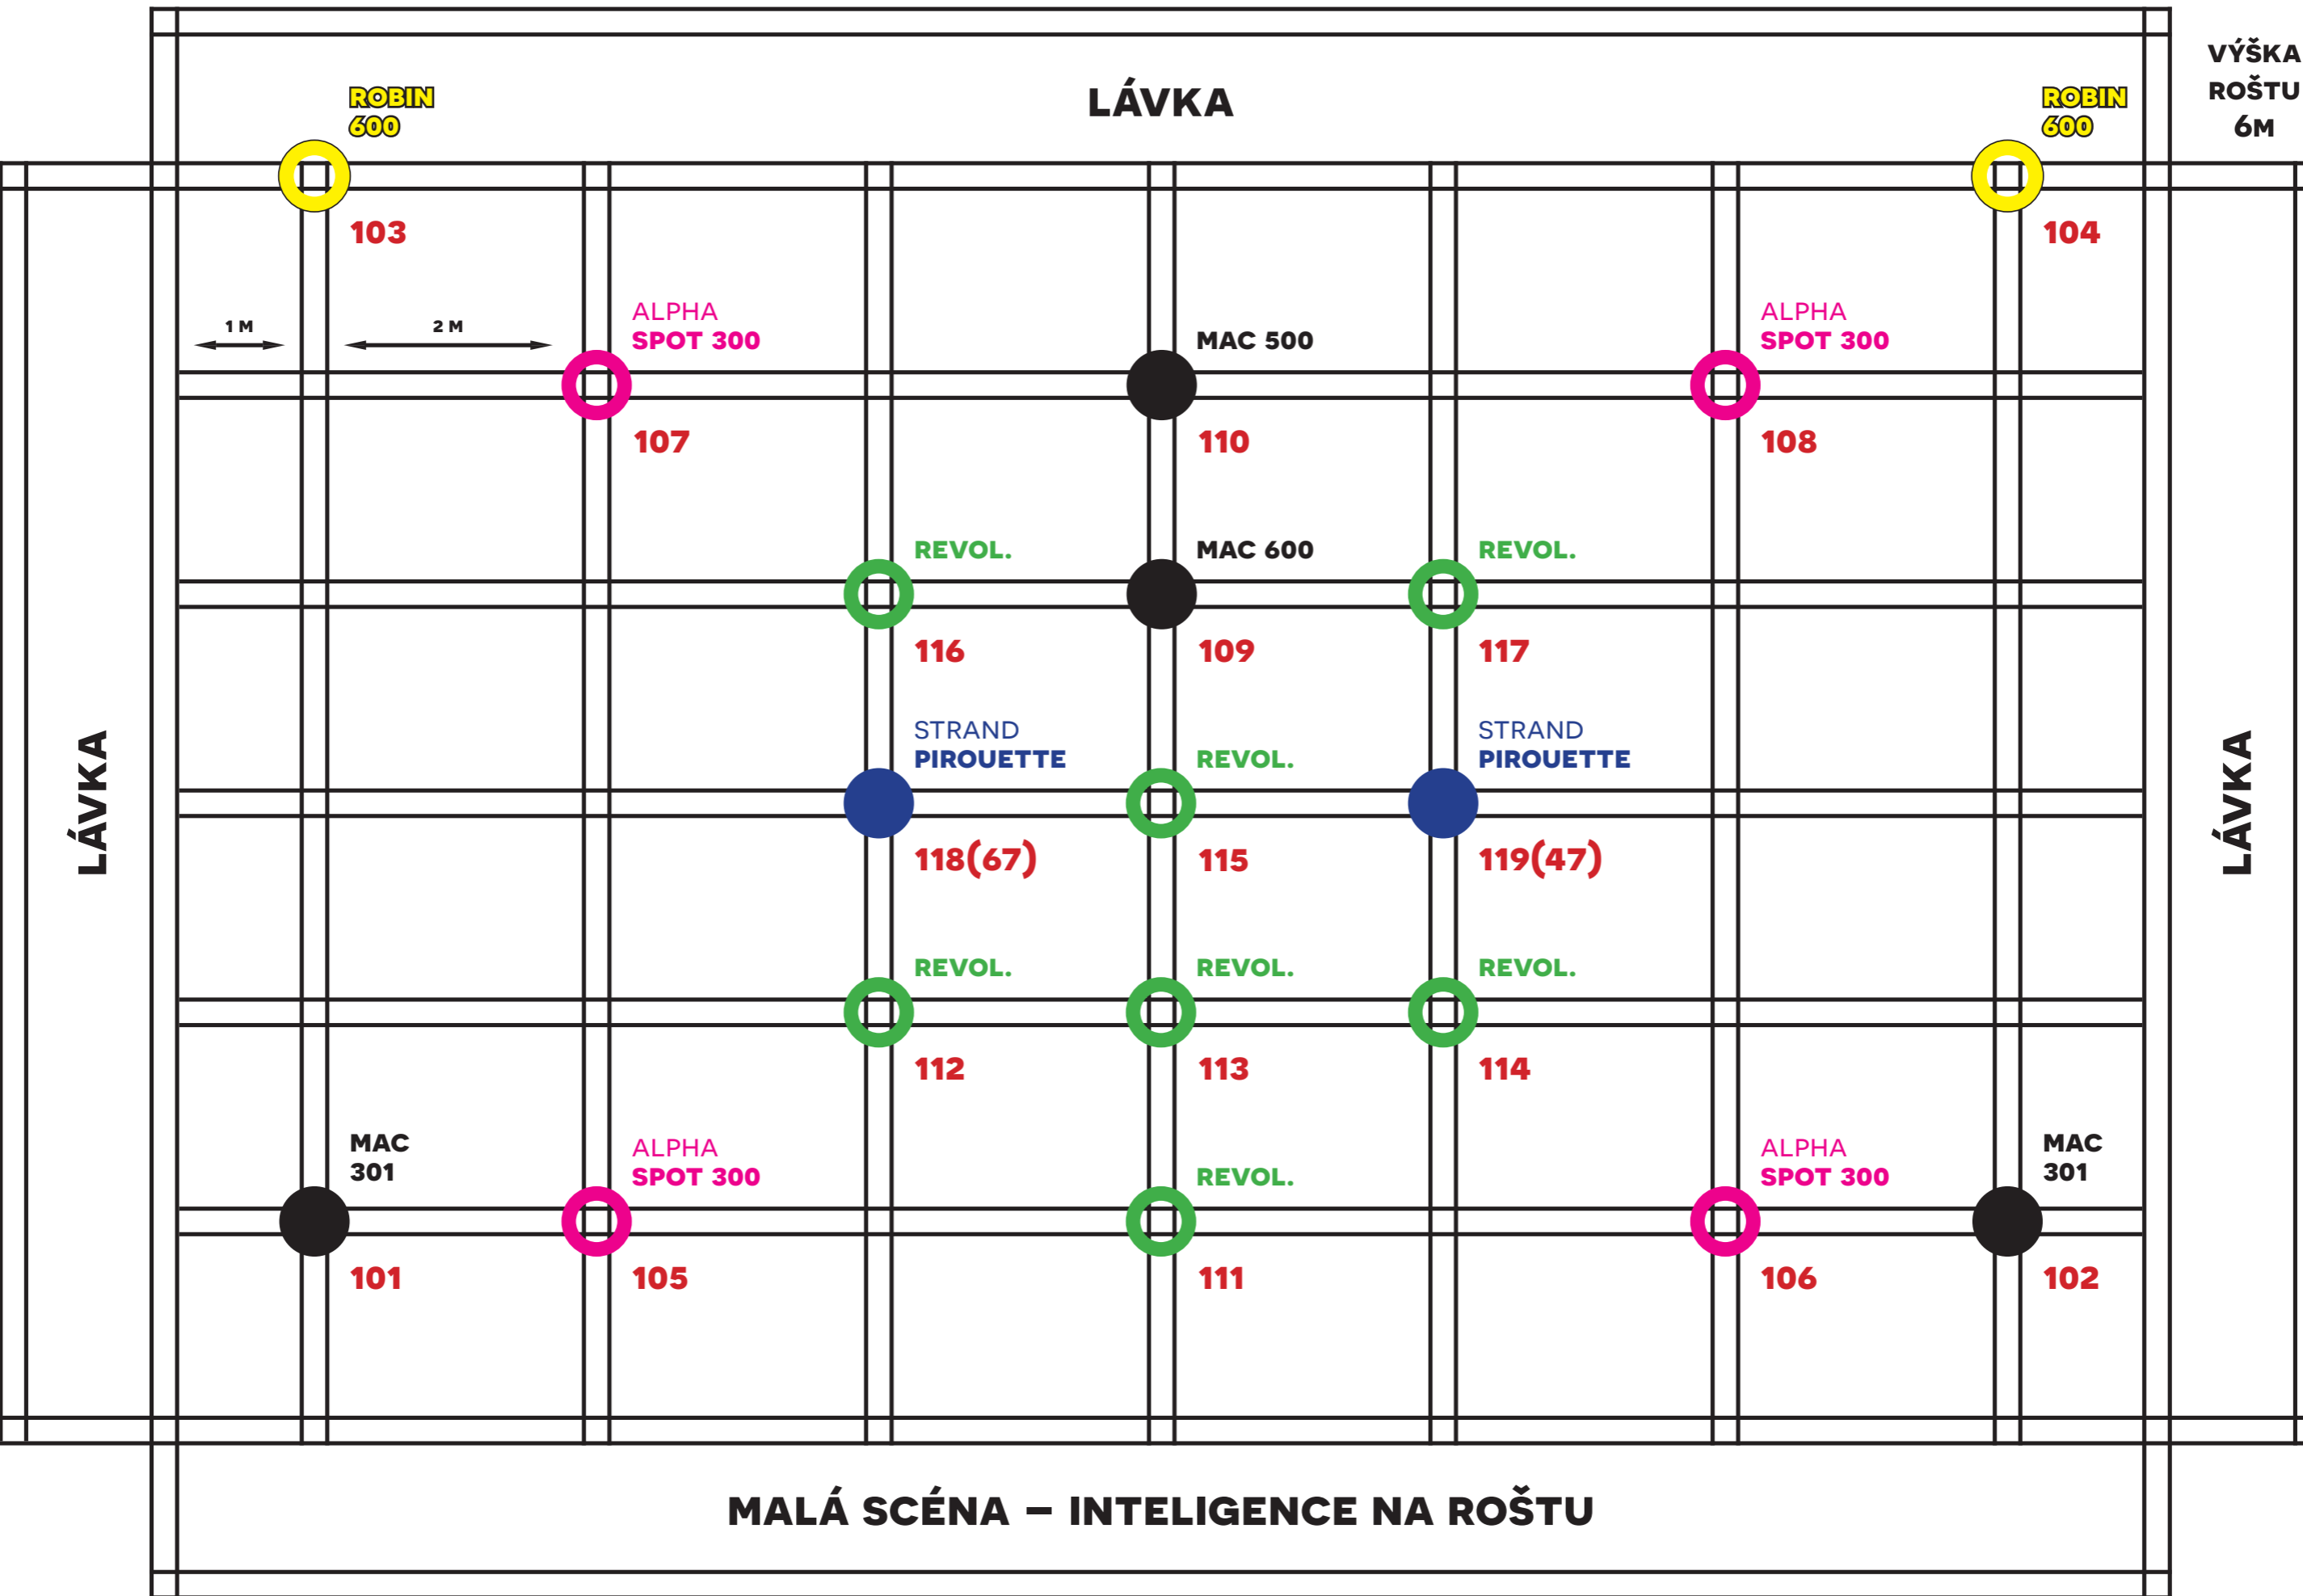 VÝŠKA
ROŠTU
6M
LÁVKA
ROBIN
600
ROBIN
600
103
104
1 M
2 M
ALPHA
SPOT 300
MAC 500
ALPHA
SPOT 300
107
110
108
REVOL.
MAC 600
REVOL.
116
109
117
LÁVKA
STRAND
PIROUETTE
REVOL.
STRAND
PIROUETTE
LÁVKA
118(67)
115
119(47)
REVOL.
REVOL.
REVOL.
112
113
114
MAC
301
ALPHA
SPOT 300
REVOL.
ALPHA
SPOT 300
MAC
301
101
105
111
106
102
MALÁ SCÉNA – INTELIGENCE NA ROŠTU